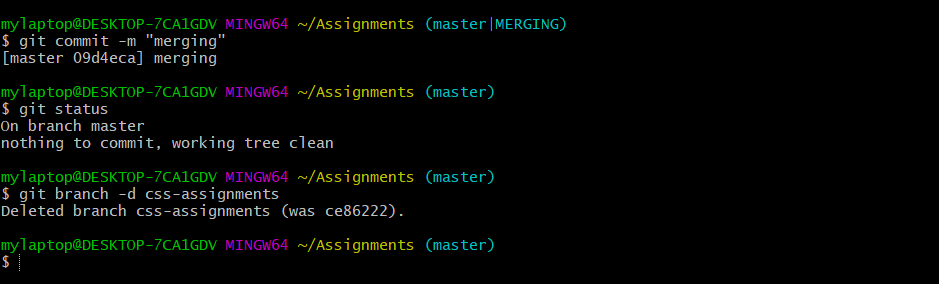 mylaptop@DESKTOP-7CA1GDV MINGW64 ~/Assignments (master|MERGING)
$ git commit -m "merging"
[master 09d4eca] merging
mylaptop@DESKTOP-7CA1GDV MINGW64 ~/Assignments (master)
$ git status
On branch master
nothing to commit, working tree clean
mylaptop@DESKTOP-7CA1GDV MINGW64 ~/Assignments (master)
$ git branch -d css-assignments
Deleted branch css-assignments (was ce86222).
mylaptop@DESKTOP-7CA1GDV MINGW64 ~/Assignments (master)
$